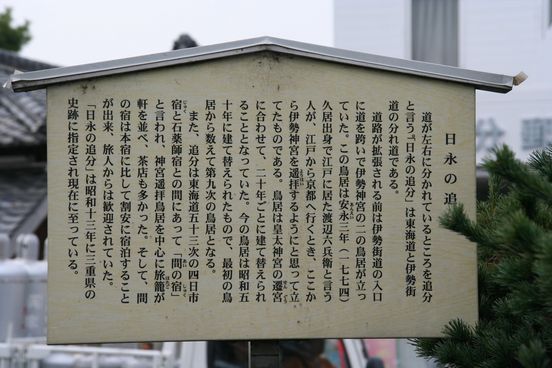 日永の追
道が左右に分かれているところを追分
と言う『日永の追分』は東海道と伊勢街
道の分れ道である。
道路が拡張される前は伊勢街道の入口
に道を跨いで伊勢神宮の二の鳥居が立っ
ていた。この鳥居は安永三年(一七七四)
久居出身で江戸に居た渡辺六兵衛と言う
人が、江戸から京都へ行くとき、ここか
ら伊勢神宮を遥拝するようにと思って立
てたものである。鳥居は皇太神宮の遷宮
に合わせて、二十年ごとに建て替えられ
ることとなっていた。今の鳥居は昭和五
十年に建て替えられたもので、最初の鳥
居から数えて第九次の鳥居となる。
また、追分は東海道五十三次の四日市
宿と石薬師宿との間にあって「間の宿」
と言われ、神宮遥拝鳥居を中心に旅籠が
軒を並べ、茶店も多かった。そして、間
の宿は本宿に比して割安に宿泊すること
が出来、旅人からは歓迎されていた。
「日永の追分」は昭和十三年に三重県の
史跡に指定され現在に至っている。